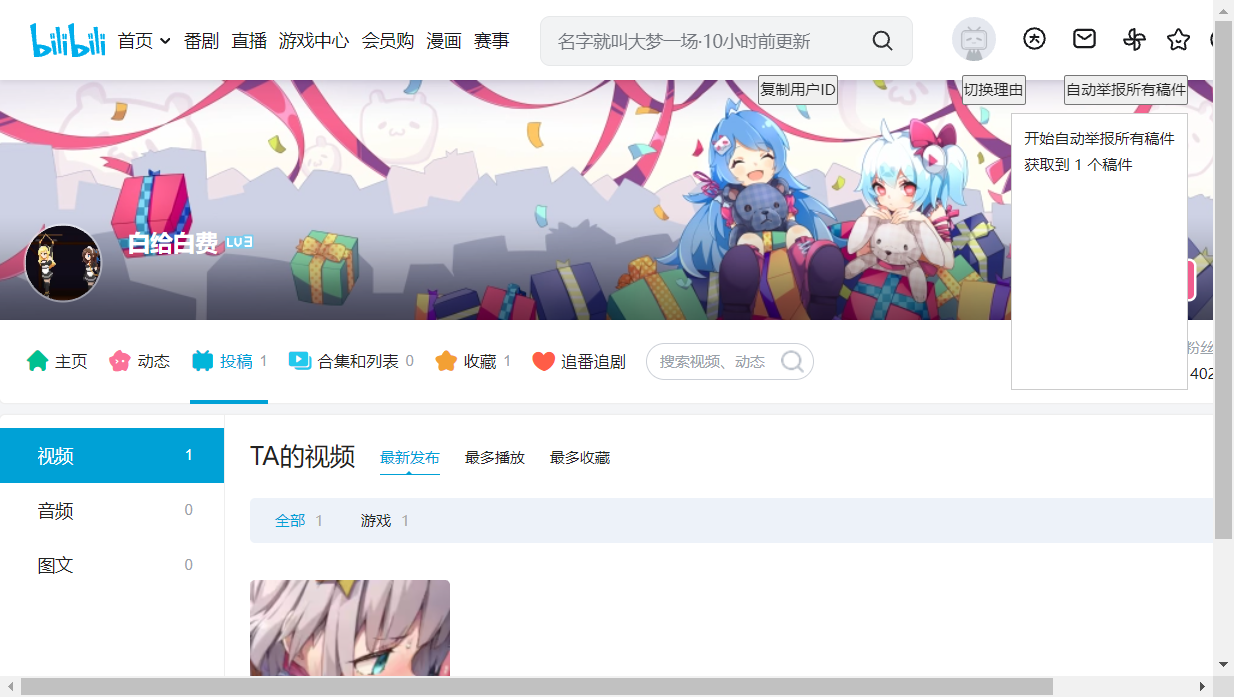 bilibili 首页 番剧 直播 游戏中心 会员购 漫画 赛事 名字就叫大梦一场·10小时前更新
复制用户ID 切换理由 自动举报所有稿件
开始自动举报所有稿件
获取到 1 个稿件
白给白费 LV3
主页 动态 投稿 1 合集和列表 0 收藏 1 追番追剧 搜索视频、动态 粉丝
402
视频 1
音频 0
图文 0
TA的视频 最新发布 最多播放 最多收藏
全部 1 游戏 1